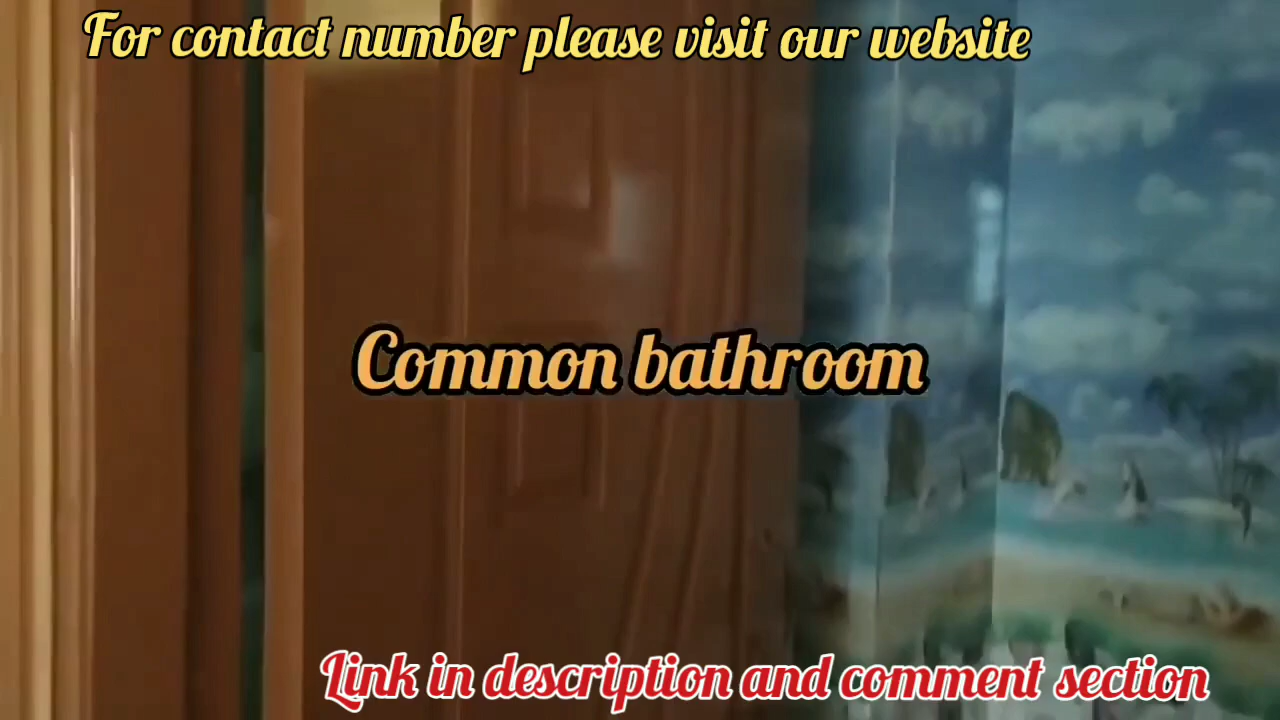 For contact number please visit our website
Common bathroom
Link in description and comment section